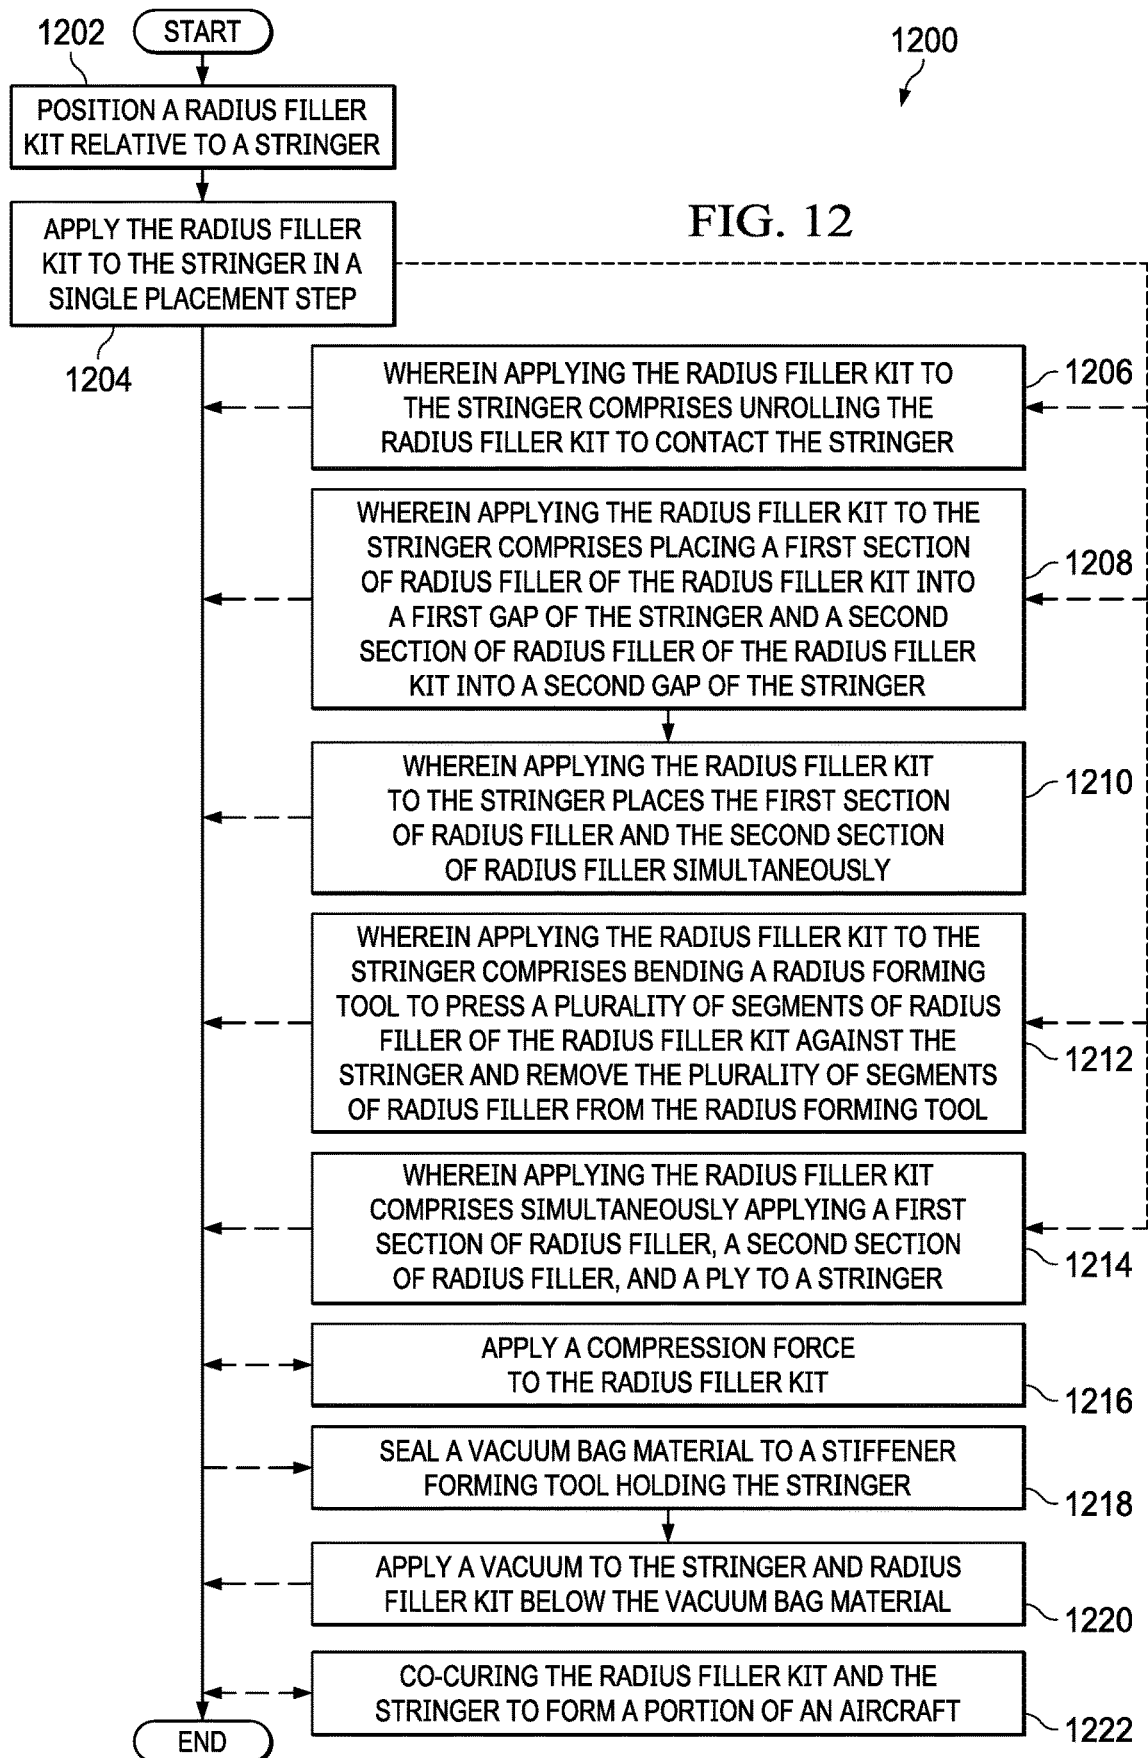 1202
START
1200
POSITION A RADIUS FILLER
KIT RELATIVE TO A STRINGER
FIG. 12
APPLY THE RADIUS FILLER
KIT TO THE STRINGER IN A
SINGLE PLACEMENT STEP
1204
WHEREIN APPLYING THE RADIUS FILLER KIT TO
THE STRINGER COMPRISES UNROLLING THE
RADIUS FILLER KIT TO CONTACT THE STRINGER
1206
WHEREIN APPLYING THE RADIUS FILLER KIT TO THE
STRINGER COMPRISES PLACING A FIRST SECTION
OF RADIUS FILLER OF THE RADIUS FILLER KIT INTO
A FIRST GAP OF THE STRINGER AND A SECOND
SECTION OF RADIUS FILLER OF THE RADIUS FILLER
KIT INTO A SECOND GAP OF THE STRINGER
1208
WHEREIN APPLYING THE RADIUS FILLER KIT
TO THE STRINGER PLACES THE FIRST SECTION
OF RADIUS FILLER AND THE SECOND SECTION
OF RADIUS FILLER SIMULTANEOUSLY
1210
WHEREIN APPLYING THE RADIUS FILLER KIT TO THE
STRINGER COMPRISES BENDING A RADIUS FORMING
TOOL TO PRESS A PLURALITY OF SEGMENTS OF RADIUS
FILLER OF THE RADIUS FILLER KIT AGAINST THE
STRINGER AND REMOVE THE PLURALITY OF SEGMENTS
OF RADIUS FILLER FROM THE RADIUS FORMING TOOL
1212
WHEREIN APPLYING THE RADIUS FILLER KIT
COMPRISES SIMULTANEOUSLY APPLYING A FIRST
SECTION OF RADIUS FILLER, A SECOND SECTION
OF RADIUS FILLER, AND A PLY TO A STRINGER
1214
APPLY A COMPRESSION FORCE
TO THE RADIUS FILLER KIT
1216
SEAL A VACUUM BAG MATERIAL TO A STIFFENER
FORMING TOOL HOLDING THE STRINGER
1218
APPLY A VACUUM TO THE STRINGER AND RADIUS
FILLER KIT BELOW THE VACUUM BAG MATERIAL
1220
CO-CURING THE RADIUS FILLER KIT AND THE
STRINGER TO FORM A PORTION OF AN AIRCRAFT
1222
END